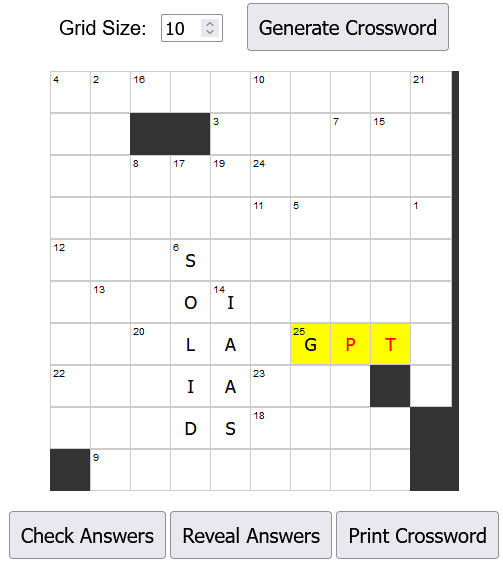 Grid Size: 10 Generate Crossword
4 2 16 10 21
3 7 15
8 17 19 24
11 5 1
12 6 S
13 O 14 I
20 L A 25 G P T
22 I A 23
D S 18
9
Check Answers Reveal Answers Print Crossword